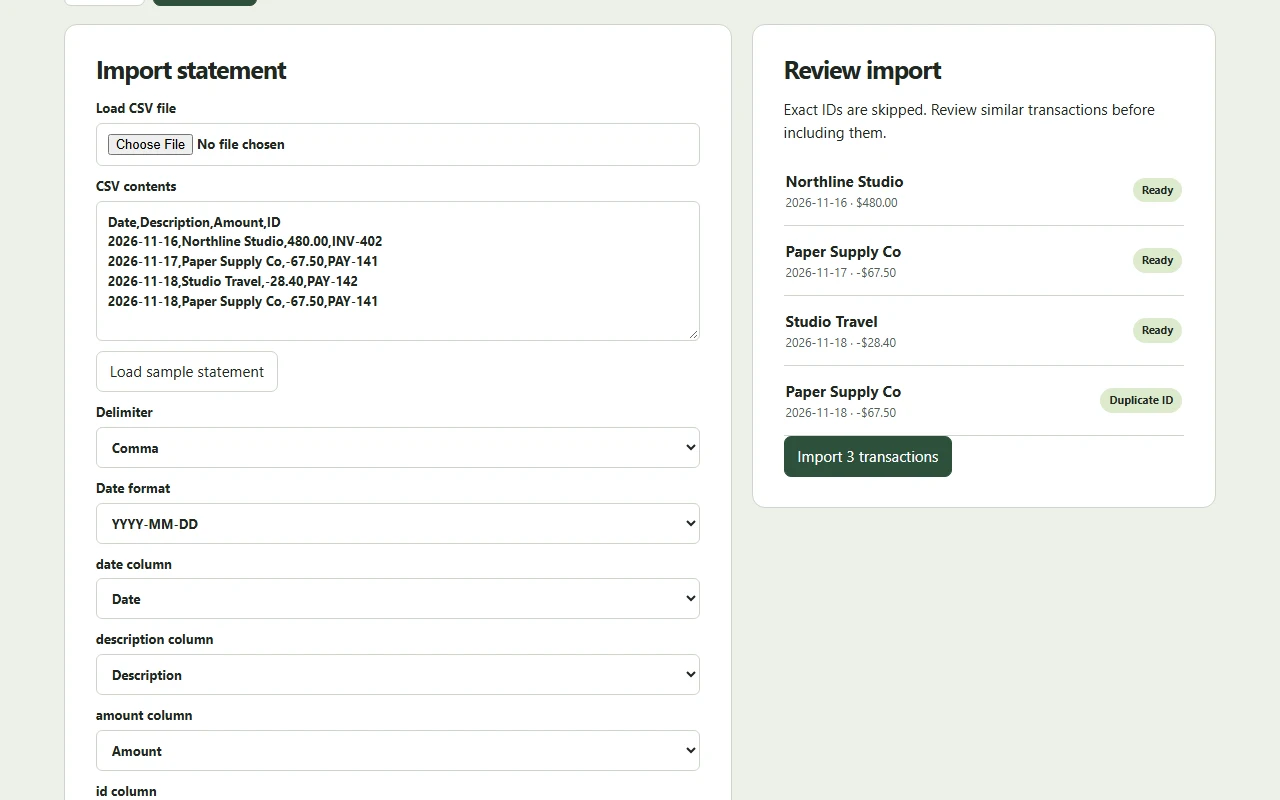 Import statement
Load CSV file
Choose File No file chosen
CSV contents
Date,Description,Amount,ID
2026-11-16,Northline Studio,480.00,INV-402
2026-11-17,Paper Supply Co,-67.50,PAY-141
2026-11-18,Studio Travel,-28.40,PAY-142
2026-11-18,Paper Supply Co,-67.50,PAY-141
Load sample statement
Delimiter
Comma
Date format
YYYY-MM-DD
date column
Date
description column
Description
amount column
Amount
id column
Review import
Exact IDs are skipped. Review similar transactions before
including them.
Northline Studio
2026-11-16 · $480.00
Ready
Paper Supply Co
2026-11-17 · -$67.50
Ready
Studio Travel
2026-11-18 · -$28.40
Ready
Paper Supply Co
2026-11-18 · -$67.50
Duplicate ID
Import 3 transactions